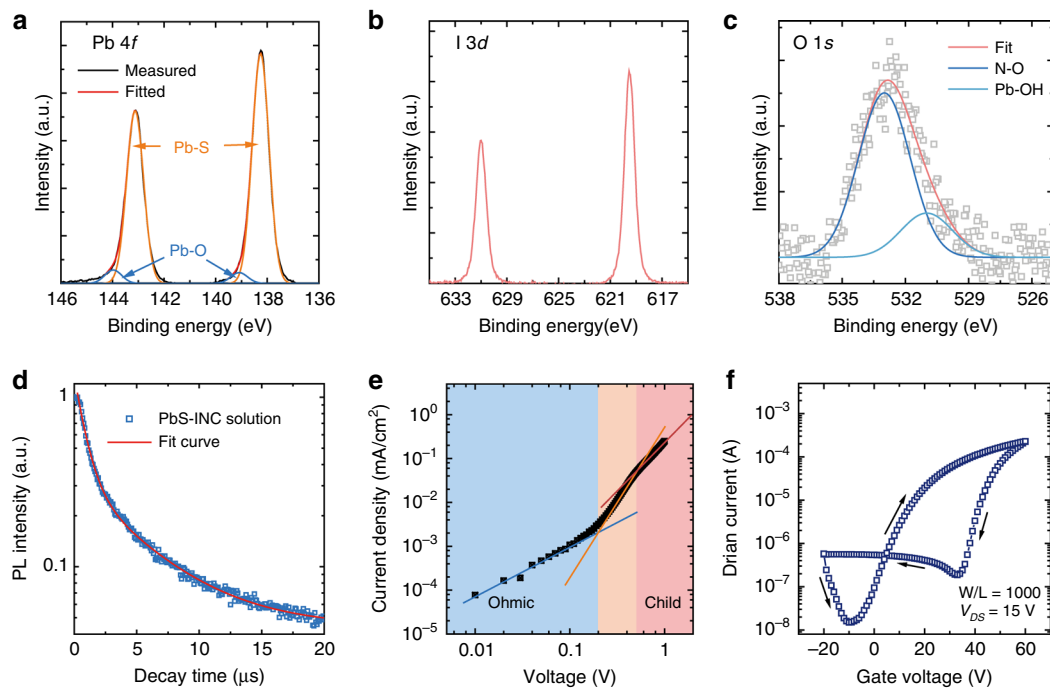 a
Pb 4f
Measured
Fitted
Pb-S
Pb-O
Intensity (a.u.)
146 144 142 140 138 136
Binding energy (eV)
b
I 3d
Intensity (a.u.)
633 629 625 621 617
Binding energy(eV)
c
O 1s
Fit
N-O
Pb-OH
Intensity (a.u.)
538 535 532 529 526
Binding energy (eV)
d
PbS-INC solution
Fit curve
PL intensity (a.u.)
1
0.1
0 5 10 15 20
Decay time (μs)
e
0.01 0.1 1
Current density (mA/cm²)
10⁰
10⁻¹
10⁻²
10⁻³
10⁻⁴
10⁻⁵
Ohmic
Child
0.01 0.1 1
Voltage (V)
f
Drian current (A)
10⁻³
10⁻⁴
10⁻⁵
10⁻⁶
10⁻⁷
10⁻⁸
W/L = 1000
V_DS = 15 V
−20 0 20 40 60
Gate voltage (V)